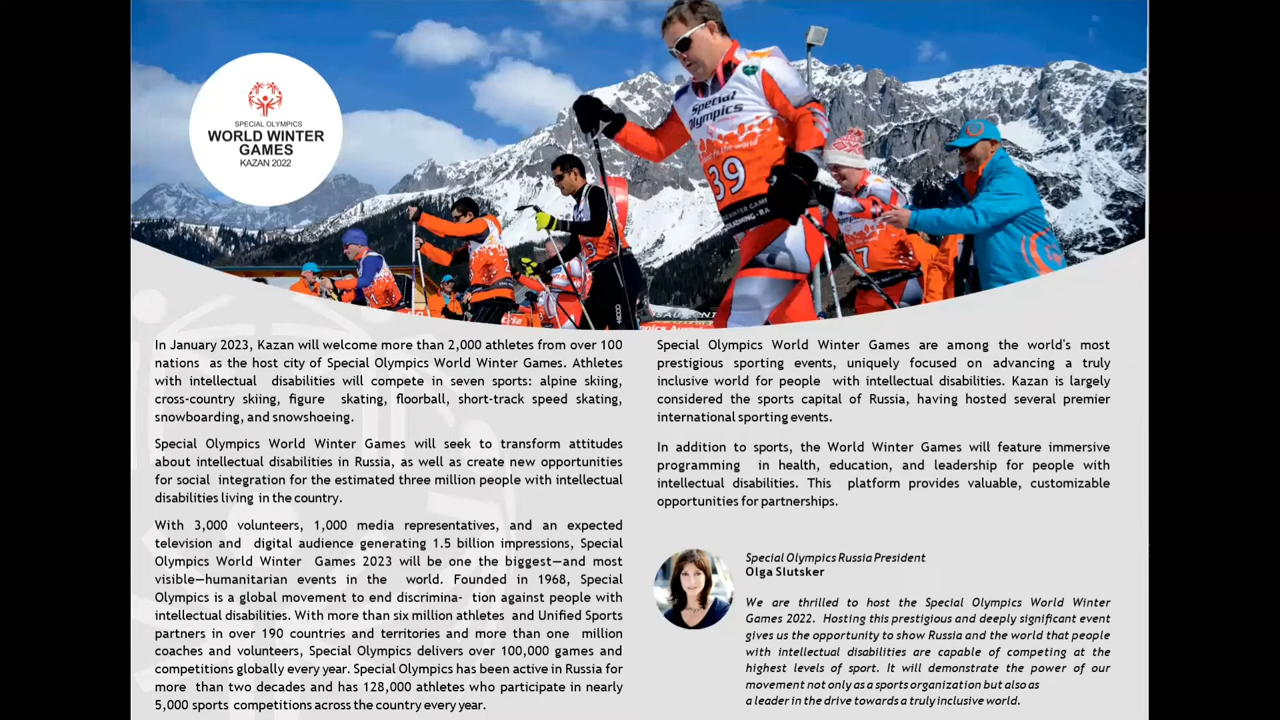 SPECIAL OLYMPICS
WORLD WINTER
GAMES
KAZAN 2022
Special
Olympics
39
In January 2023, Kazan will welcome more than 2,000 athletes from over 100
nations as the host city of Special Olympics World Winter Games. Athletes
with intellectual disabilities will compete in seven sports: alpine skiing,
cross-country skiing, figure skating, floorball, short-track speed skating,
snowboarding, and snowshoeing.
Special Olympics World Winter Games will seek to transform attitudes
about intellectual disabilities in Russia, as well as create new opportunities
for social integration for the estimated three million people with intellectual
disabilities living in the country.
With 3,000 volunteers, 1,000 media representatives, and an expected
television and digital audience generating 1.5 billion impressions, Special
Olympics World Winter Games 2023 will be one the biggest—and most
visible—humanitarian events in the world. Founded in 1968, Special
Olympics is a global movement to end discrimina- tion against people with
intellectual disabilities. With more than six million athletes and Unified Sports
partners in over 190 countries and territories and more than one million
coaches and volunteers, Special Olympics delivers over 100,000 games and
competitions globally every year. Special Olympics has been active in Russia for
more than two decades and has 128,000 athletes who participate in nearly
5,000 sports competitions across the country every year.
Special Olympics World Winter Games are among the world's most
prestigious sporting events, uniquely focused on advancing a truly
inclusive world for people with intellectual disabilities. Kazan is largely
considered the sports capital of Russia, having hosted several premier
international sporting events.
In addition to sports, the World Winter Games will feature immersive
programming in health, education, and leadership for people with
intellectual disabilities. This platform provides valuable, customizable
opportunities for partnerships.
Special Olympics Russia President
Olga Slutsker
We are thrilled to host the Special Olympics World Winter
Games 2022. Hosting this prestigious and deeply significant event
gives us the opportunity to show Russia and the world that people
with intellectual disabilities are capable of competing at the
highest levels of sport. It will demonstrate the power of our
movement not only as a sports organization but also as
a leader in the drive towards a truly inclusive world.